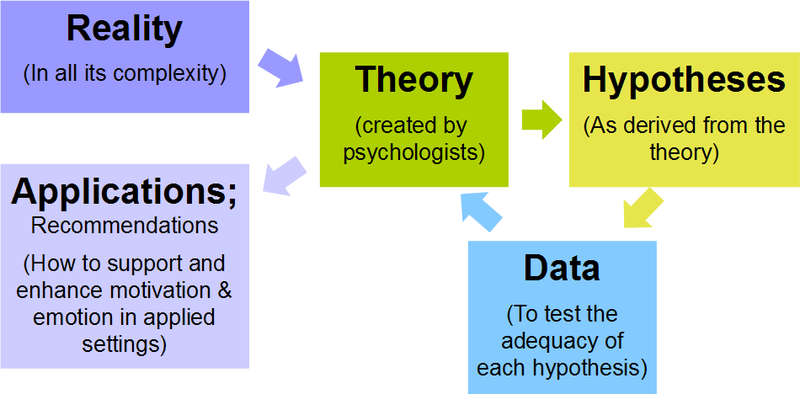 Reality
(In all its complexity)
Theory
(created by
psychologists)
Hypotheses
(As derived from the
theory)
Applications;
Recommendations
(How to support and
enhance motivation &
emotion in applied
settings)
Data
(To test the
adequacy of
each hypothesis)